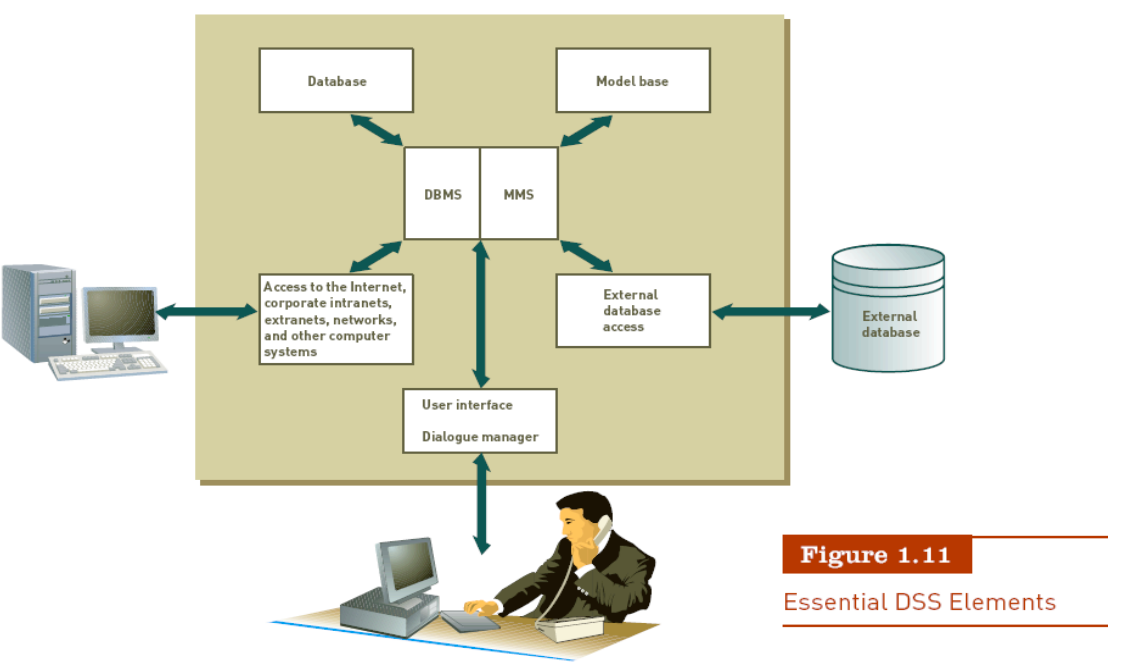 Database
Model base
DBMS
MMS
Access to the Internet,
corporate intranets,
extranets, networks,
and other computer
systems
External
database
access
External
database
User interface
Dialogue manager
Figure 1.11
Essential DSS Elements